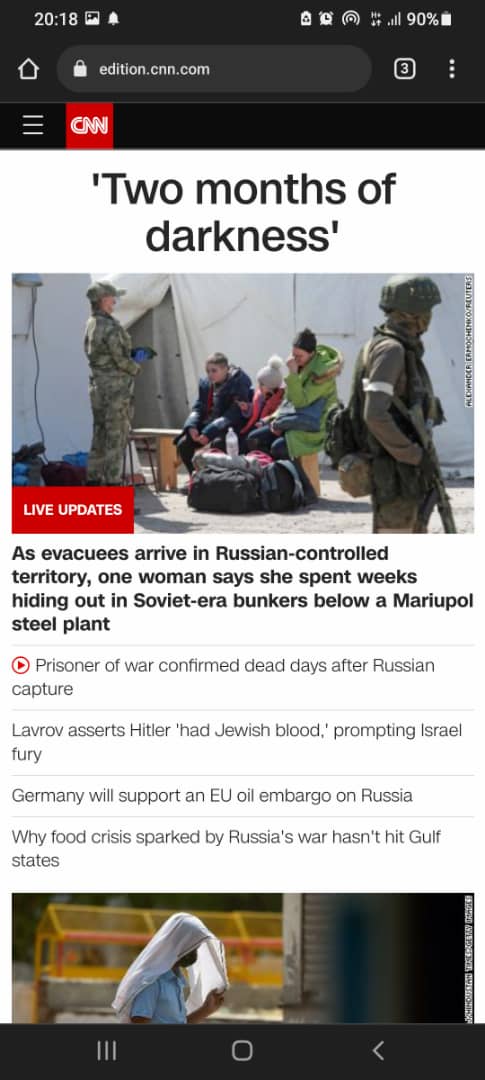 20:18
90%
edition.cnn.com
3
CNN
'Two months of
darkness'
ALEXANDER ERMOCHENKO/REUTERS
LIVE UPDATES
As evacuees arrive in Russian-controlled
territory, one woman says she spent weeks
hiding out in Soviet-era bunkers below a Mariupol
steel plant
Prisoner of war confirmed dead days after Russian
capture
Lavrov asserts Hitler 'had Jewish blood,' prompting Israel
fury
Germany will support an EU oil embargo on Russia
Why food crisis sparked by Russia's war hasn't hit Gulf
states
HINDUSTAN TIMES/GETTY IMAGES